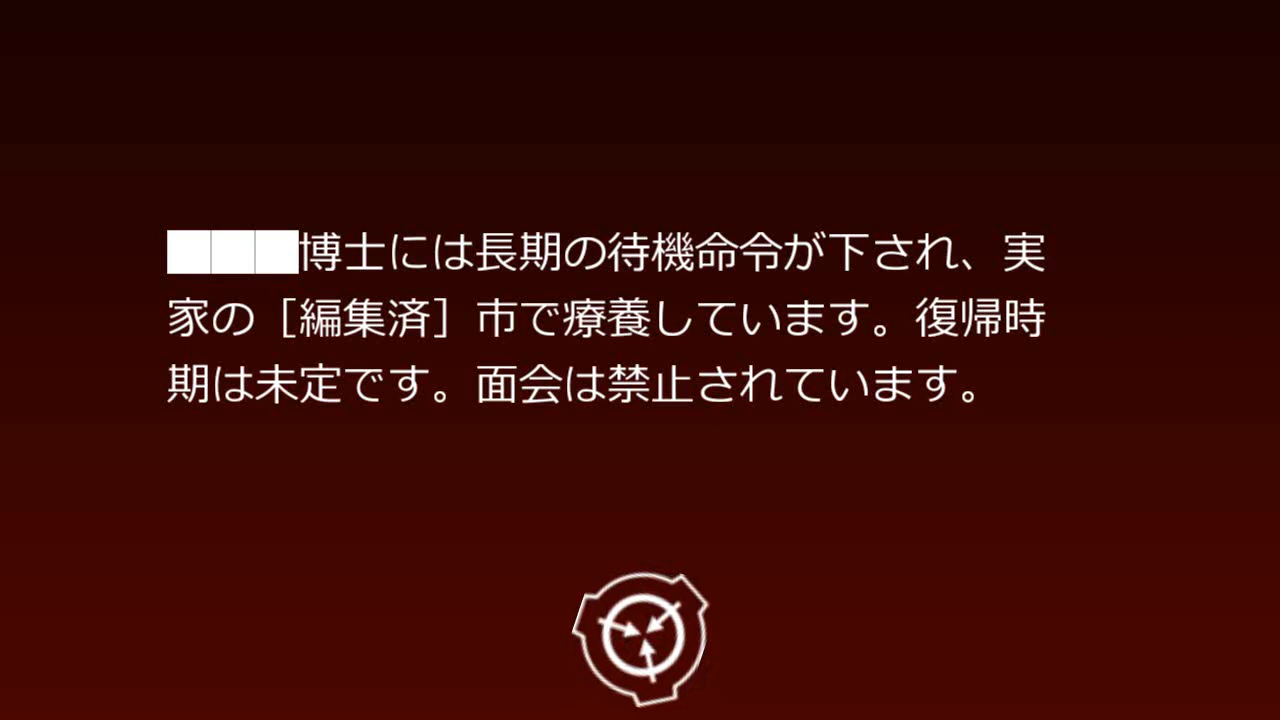 ███博士には長期の待機命令が下され、実
家の［編集済］市で療養しています。復帰時
期は未定です。面会は禁止されています。